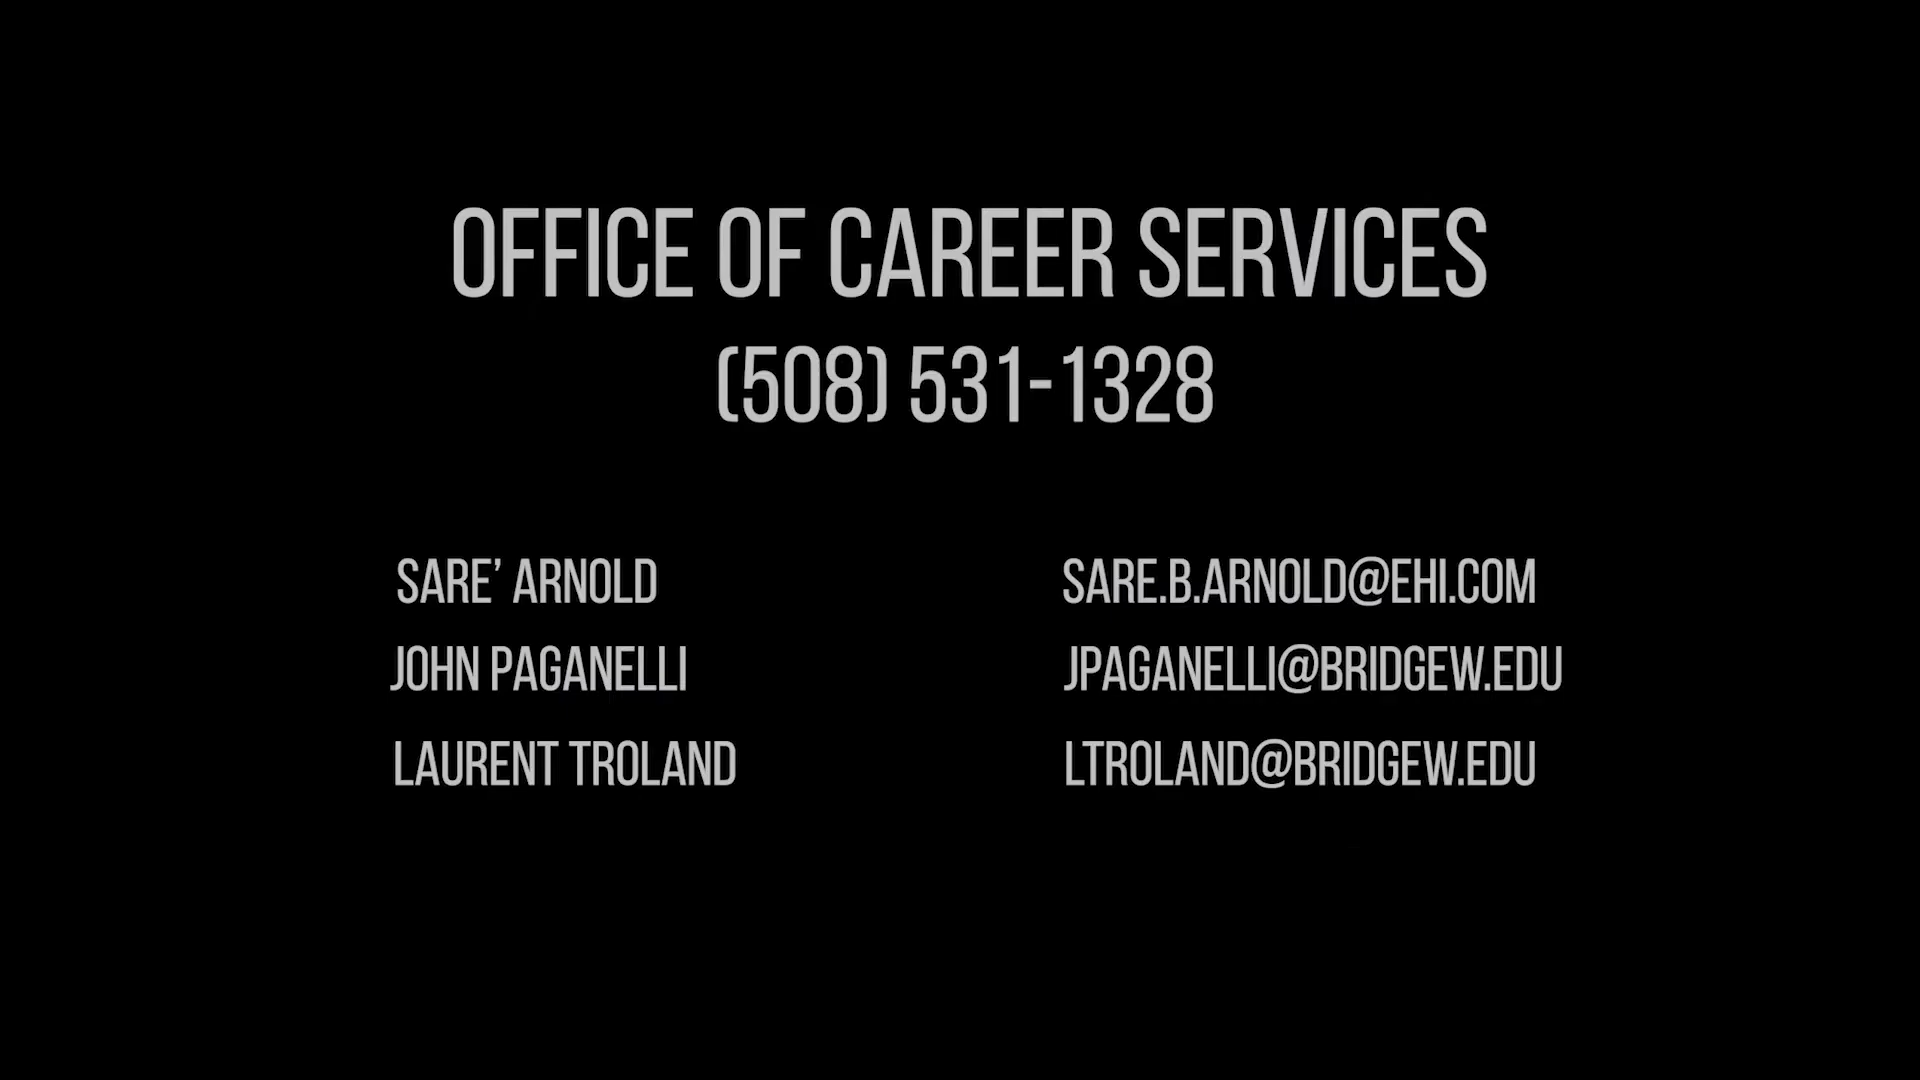 OFFICE OF CAREER SERVICES
(508) 531-1328
SARE' ARNOLD SARE.B.ARNOLD@EHI.COM
JOHN PAGANELLI JPAGANELLI@BRIDGEW.EDU
LAURENT TROLAND LTROLAND@BRIDGEW.EDU